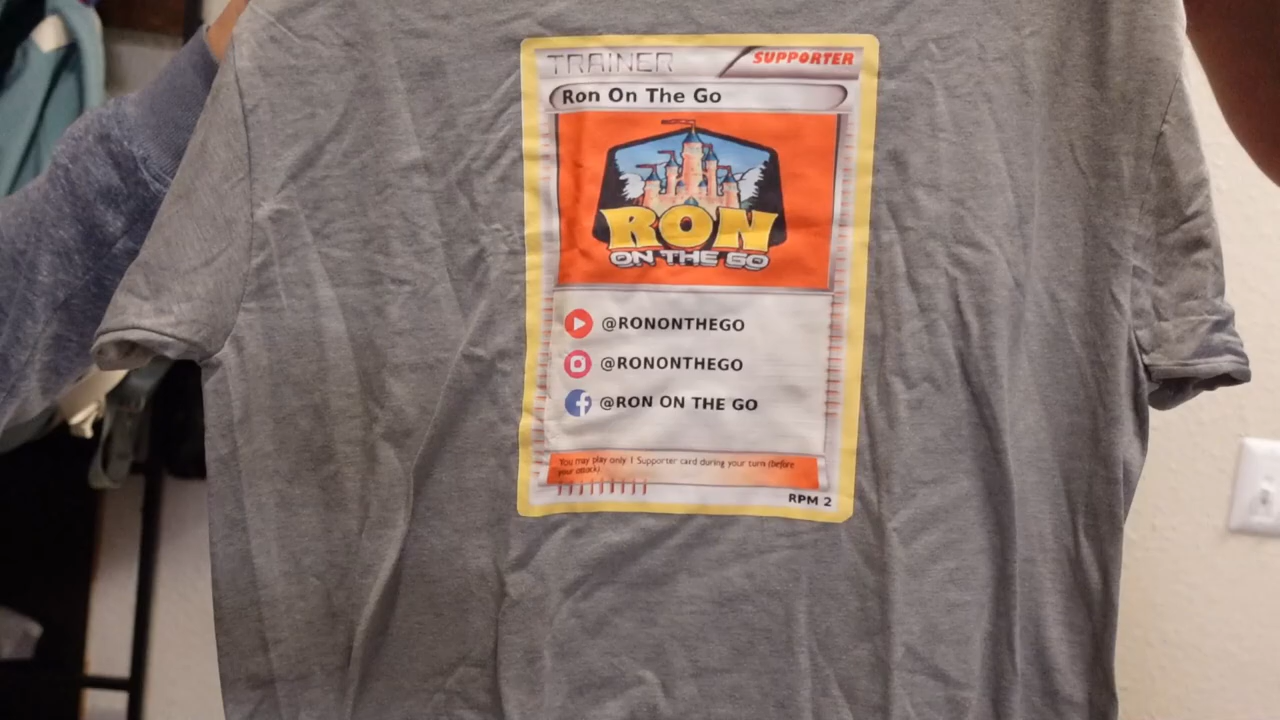 TRAINER SUPPORTER
Ron On The Go
RON
ON THE GO
@RONONTHEGO
@RONONTHEGO
@RON ON THE GO
You may play only 1 Supporter card during your turn (before
your attack).
RPM 2